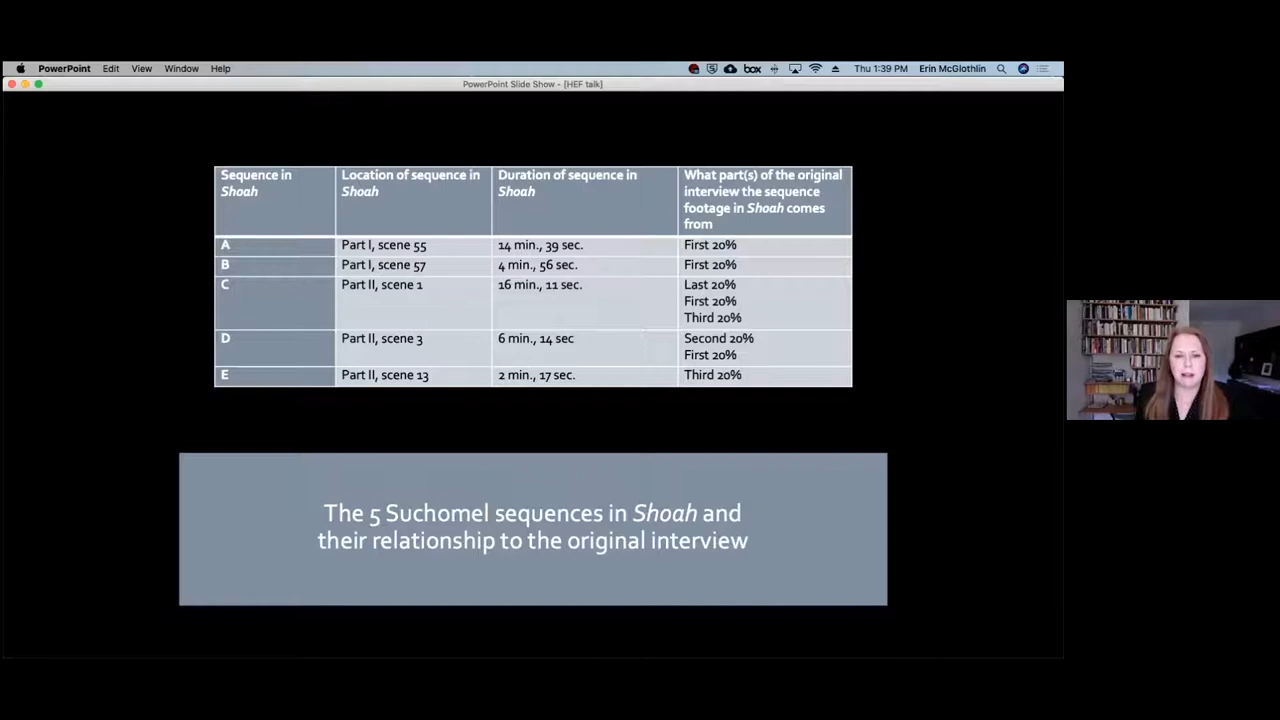 PowerPoint Edit View Window Help
box Thu 1:39 PM Erin McGlothlin
PowerPoint Slide Show - [HEF talk]
Sequence in Shoah
Location of sequence in Shoah
Duration of sequence in Shoah
What part(s) of the original interview the sequence footage in Shoah comes from
A Part I, scene 55 14 min., 39 sec. First 20%
B Part I, scene 57 4 min., 56 sec. First 20%
C Part II, scene 1 16 min., 11 sec. Last 20%
First 20%
Third 20%
D Part II, scene 3 6 min., 14 sec Second 20%
First 20%
E Part II, scene 13 2 min., 17 sec. Third 20%
The 5 Suchomel sequences in Shoah and
their relationship to the original interview